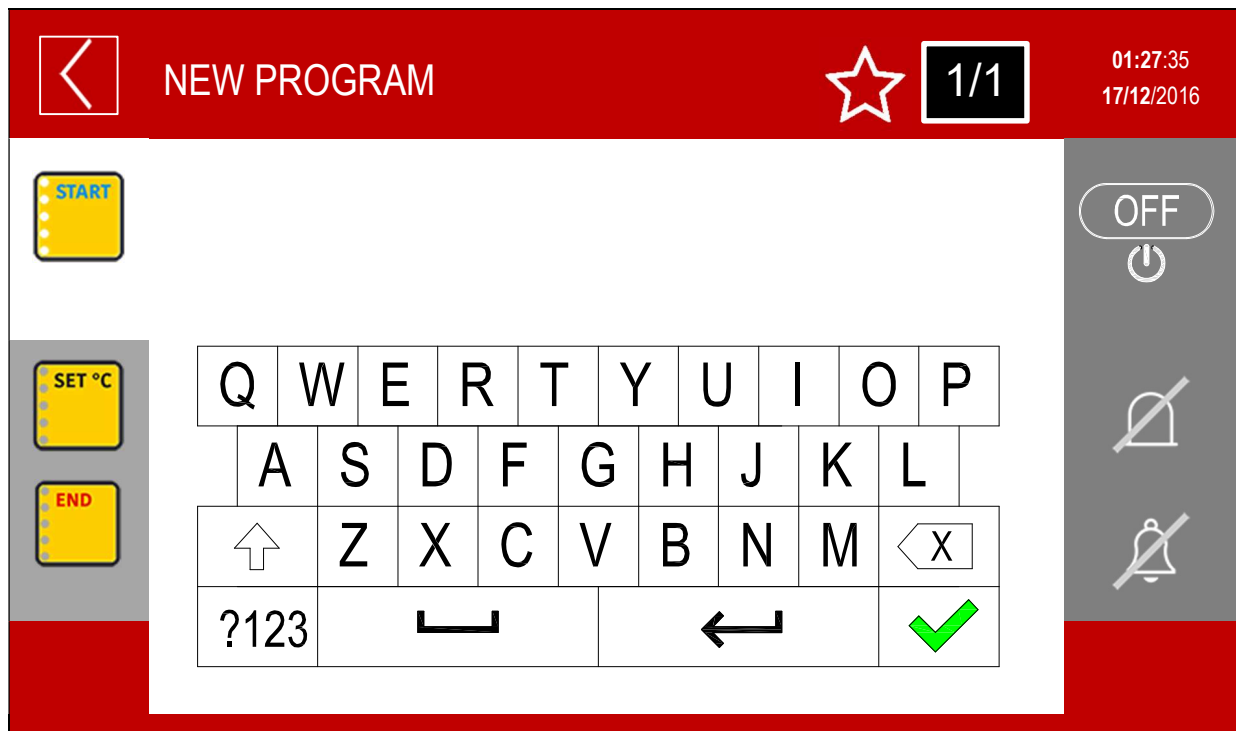 NEW PROGRAM
1/1
01:27:35
17/12/2016
START
OFF
SET °C
END
Q W E R T Y U I O P
A S D F G H J K L
Z X C V B N M X
?123